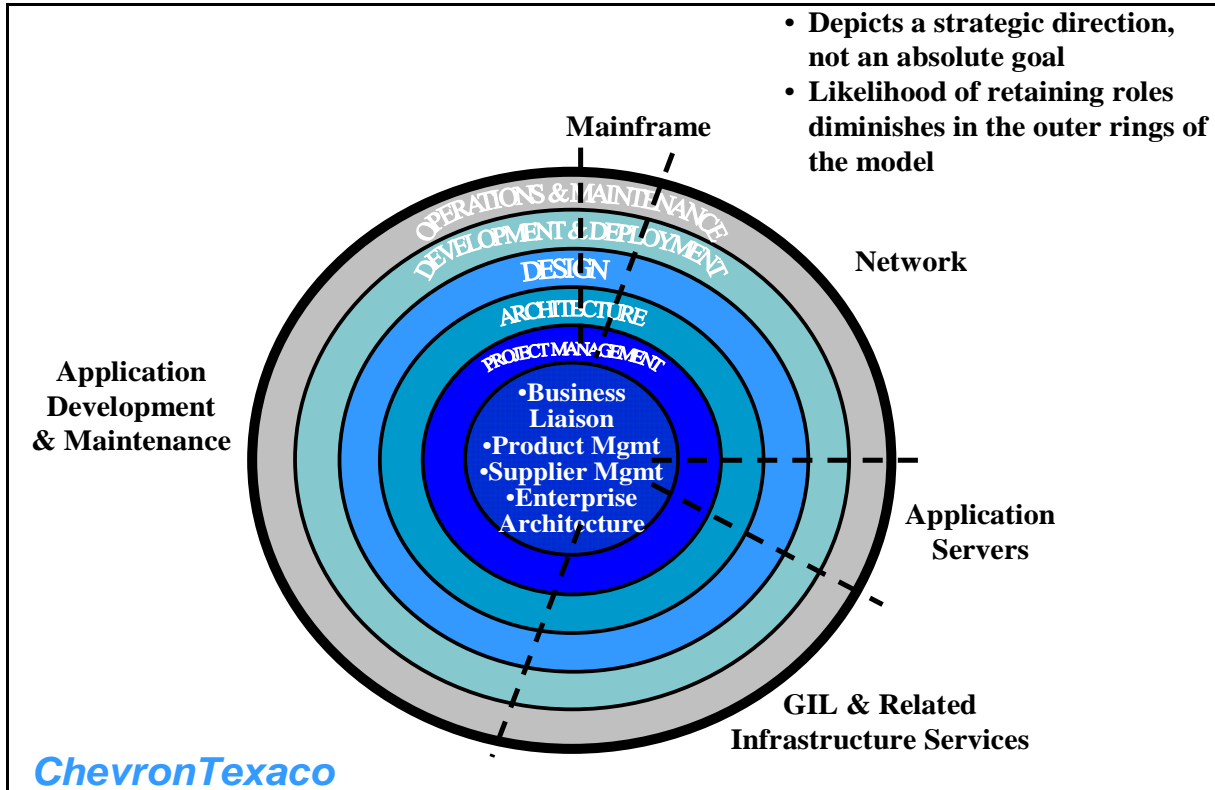 • Depicts a strategic direction,
not an absolute goal
• Likelihood of retaining roles
diminishes in the outer rings of
the model
Mainframe
OPERATIONS & MAINTENANCE
DEVELOPMENT & DEPLOYMENT
DESIGN
ARCHITECTURE
PROJECT MANAGEMENT
•Business
Liaison
•Product Mgmt
•Supplier Mgmt
•Enterprise
Architecture
Network
Application
Development
& Maintenance
Application
Servers
GIL & Related
Infrastructure Services
ChevronTexaco